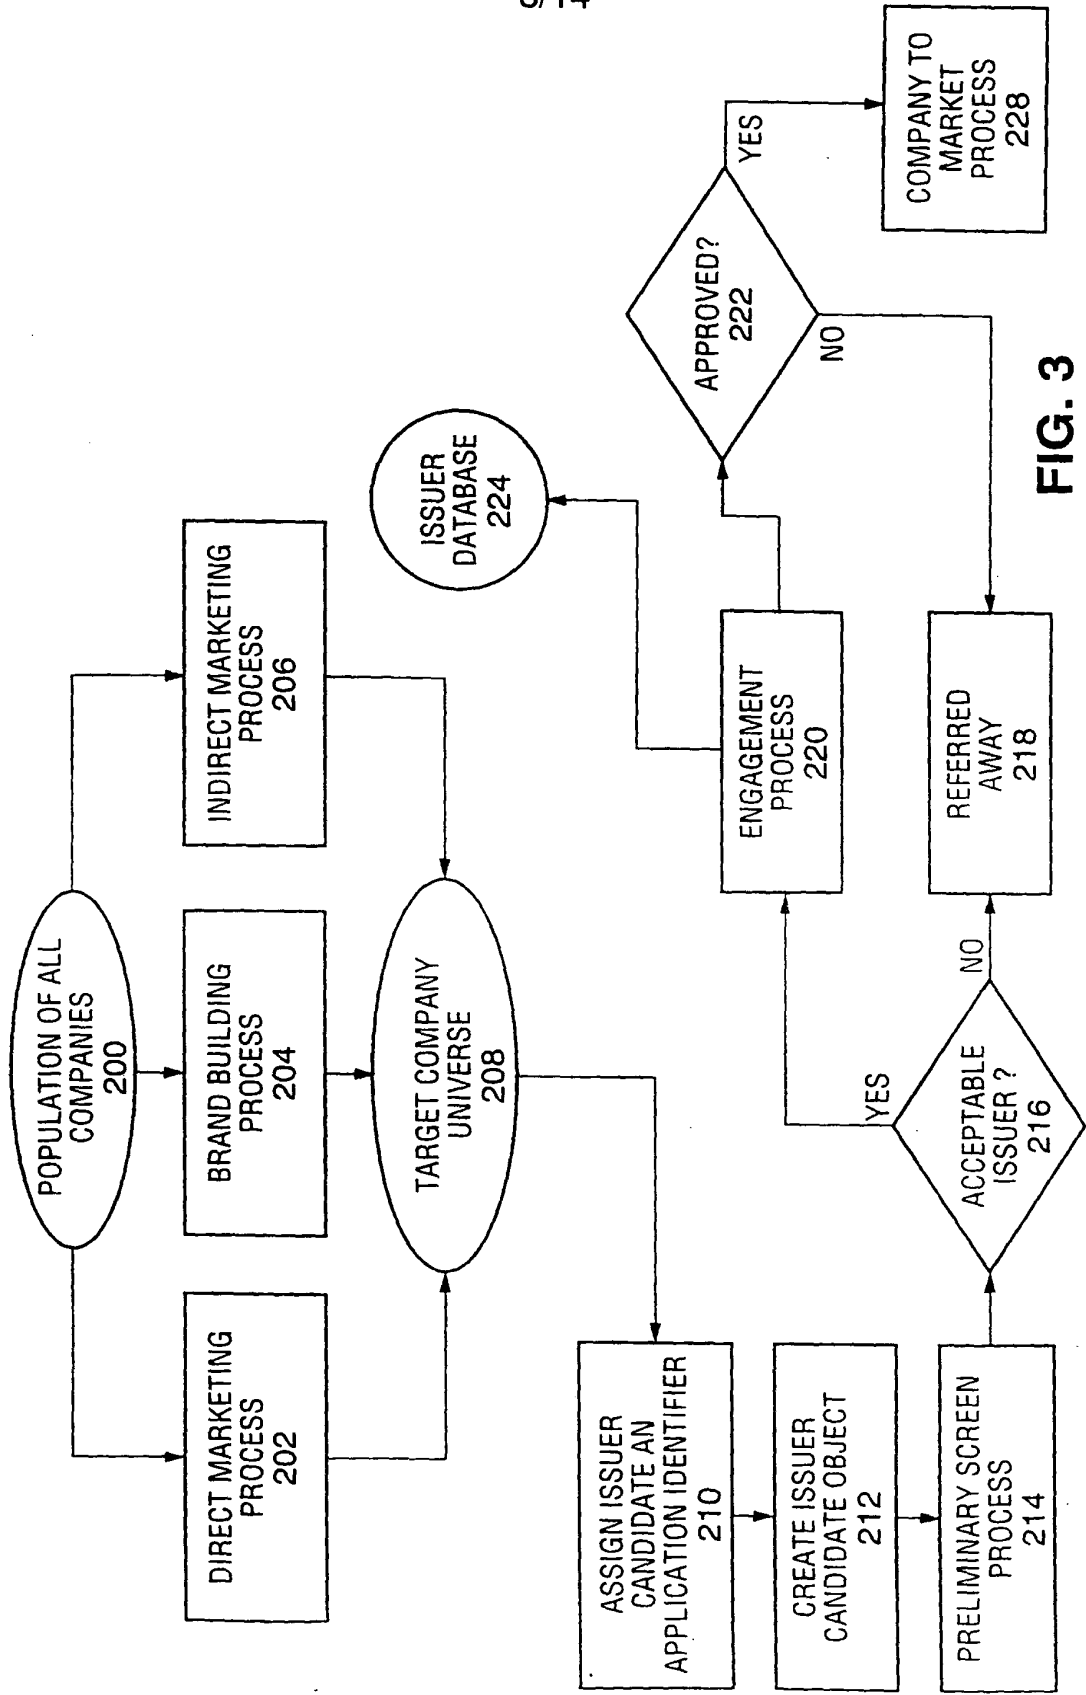 3/14
POPULATION OF ALL
COMPANIES
200
DIRECT MARKETING
PROCESS
202
BRAND BUILDING
PROCESS
204
INDIRECT MARKETING
PROCESS
206
TARGET COMPANY
UNIVERSE
208
ISSUER
DATABASE
224
ASSIGN ISSUER
CANDIDATE AN
APPLICATION IDENTIFIER
210
CREATE ISSUER
CANDIDATE OBJECT
212
PRELIMINARY SCREEN
PROCESS
214
ACCEPTABLE
ISSUER?
216
YES
NO
ENGAGEMENT
PROCESS
220
REFERRED
AWAY
218
APPROVED?
222
YES
NO
COMPANY TO
MARKET
PROCESS
228
FIG. 3